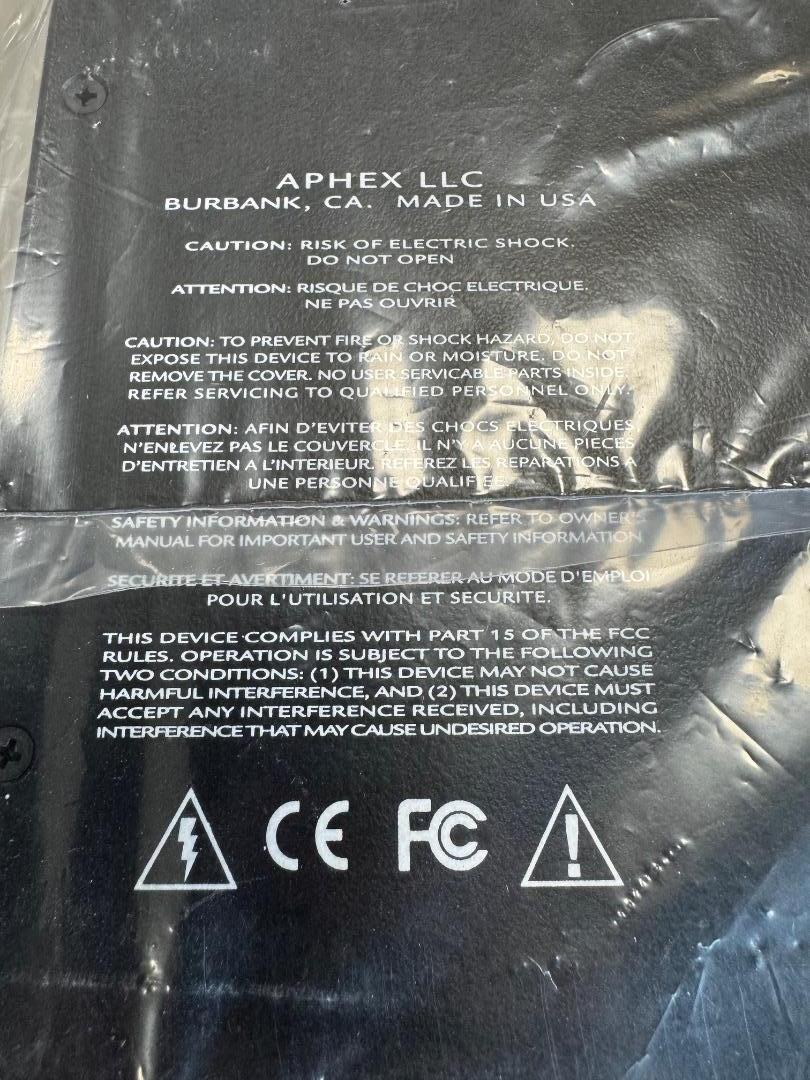 APHEX LLC
BURBANK, CA. MADE IN USA
CAUTION: RISK OF ELECTRIC SHOCK.
DO NOT OPEN
ATTENTION: RISQUE DE CHOC ELECTRIQUE.
NE PAS OUVRIR
CAUTION: TO PREVENT FIRE OR SHOCK HAZARD, DO NOT
EXPOSE THIS DEVICE TO RAIN OR MOISTURE. DO NOT
REMOVE THE COVER. NO USER SERVICABLE PARTS INSIDE.
REFER SERVICING TO QUALIFIED PERSONNEL ONLY.
ATTENTION: AFIN D'EVITER DES CHOCS ELECTRIQUES
N'ENLEVEZ PAS LE COUVERCLE. IL N'Y A AUCUNE PIECES
D'ENTRETIEN A L'INTERIEUR. REFEREZ LES REPARATIONS A
UNE PERSONNE QUALIFIEE.
SAFETY INFORMATION & WARNINGS: REFER TO OWNER'S
MANUAL FOR IMPORTANT USER AND SAFETY INFORMATION
SECURITE ET AVERTIMENT: SE REFERER AU MODE D'EMPLOI
POUR L'UTILISATION ET SECURITE.
THIS DEVICE COMPLIES WITH PART 15 OF THE FCC
RULES. OPERATION IS SUBJECT TO THE FOLLOWING
TWO CONDITIONS: (1) THIS DEVICE MAY NOT CAUSE
HARMFUL INTERFERENCE, AND (2) THIS DEVICE MUST
ACCEPT ANY INTERFERENCE RECEIVED, INCLUDING
INTERFERENCE THAT MAY CAUSE UNDESIRED OPERATION.
CE FC !